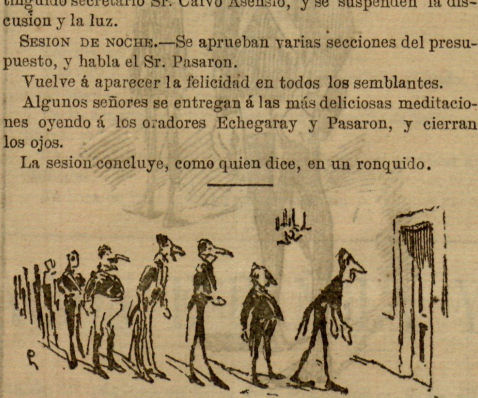 tinguido secretario Sr. Calvo Asensio, y se suspenden la dis-
cusion y la luz.
SESION DE NOCHE.—Se aprueban varias secciones del presu-
puesto, y habla el Sr. Pasaron.
Vuelve á aparecer la felicidad en todos los semblantes.
Algunos señores se entregan á las más deliciosas meditacio-
nes oyendo á los oradores Echegaray y Pasaron, y cierran
los ojos.
La sesion concluye, como quien dice, en un ronquido.